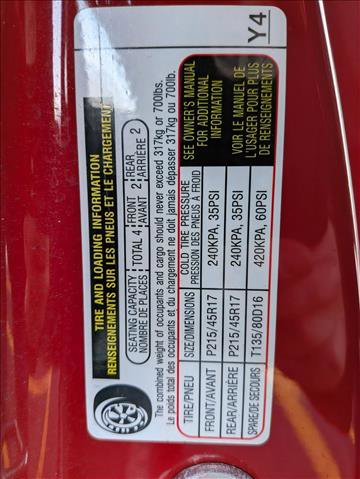 TIRE AND LOADING INFORMATION
RENSEIGNEMENTS SUR LES PNEUS ET LE CHARGEMENT
SEATING CAPACITY TOTAL 4 FRONT 2 REAR 2
NOMBRE DE PLACES AVANT ARRIÈRE
The combined weight of occupants and cargo should never exceed 317kg or 700lbs.
Le poids total des occupants et du chargement ne doit jamais dépasser 317kg ou 700lb.
TIRE/PNEU SIZE/DIMENSIONS COLD TIRE PRESSURE
PRESSION DES PNEUS A FROID
FRONT/AVANT P215/45R17 240KPA, 35PSI
REAR/ARRIÈRE P215/45R17 240KPA, 35PSI
SPARE/DE SECOURS T135/80D16 420KPA, 60PSI
SEE OWNER'S MANUAL
FOR ADDITIONAL
INFORMATION
VOIR LE MANUEL DE
L'USAGER POUR PLUS
DE RENSEIGNEMENTS
Y4